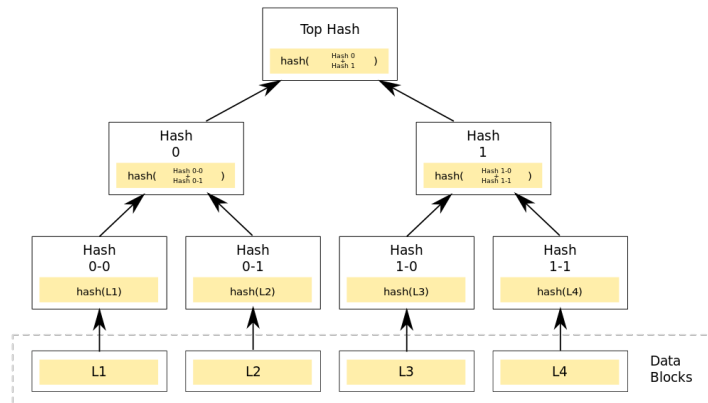 Top Hash
hash( Hash 0 + Hash 1 )
Hash
0
hash( Hash 0-0 + Hash 0-1 )
Hash
1
hash( Hash 1-0 + Hash 1-1 )
Hash
0-0
hash(L1)
Hash
0-1
hash(L2)
Hash
1-0
hash(L3)
Hash
1-1
hash(L4)
L1
L2
L3
L4
Data
Blocks